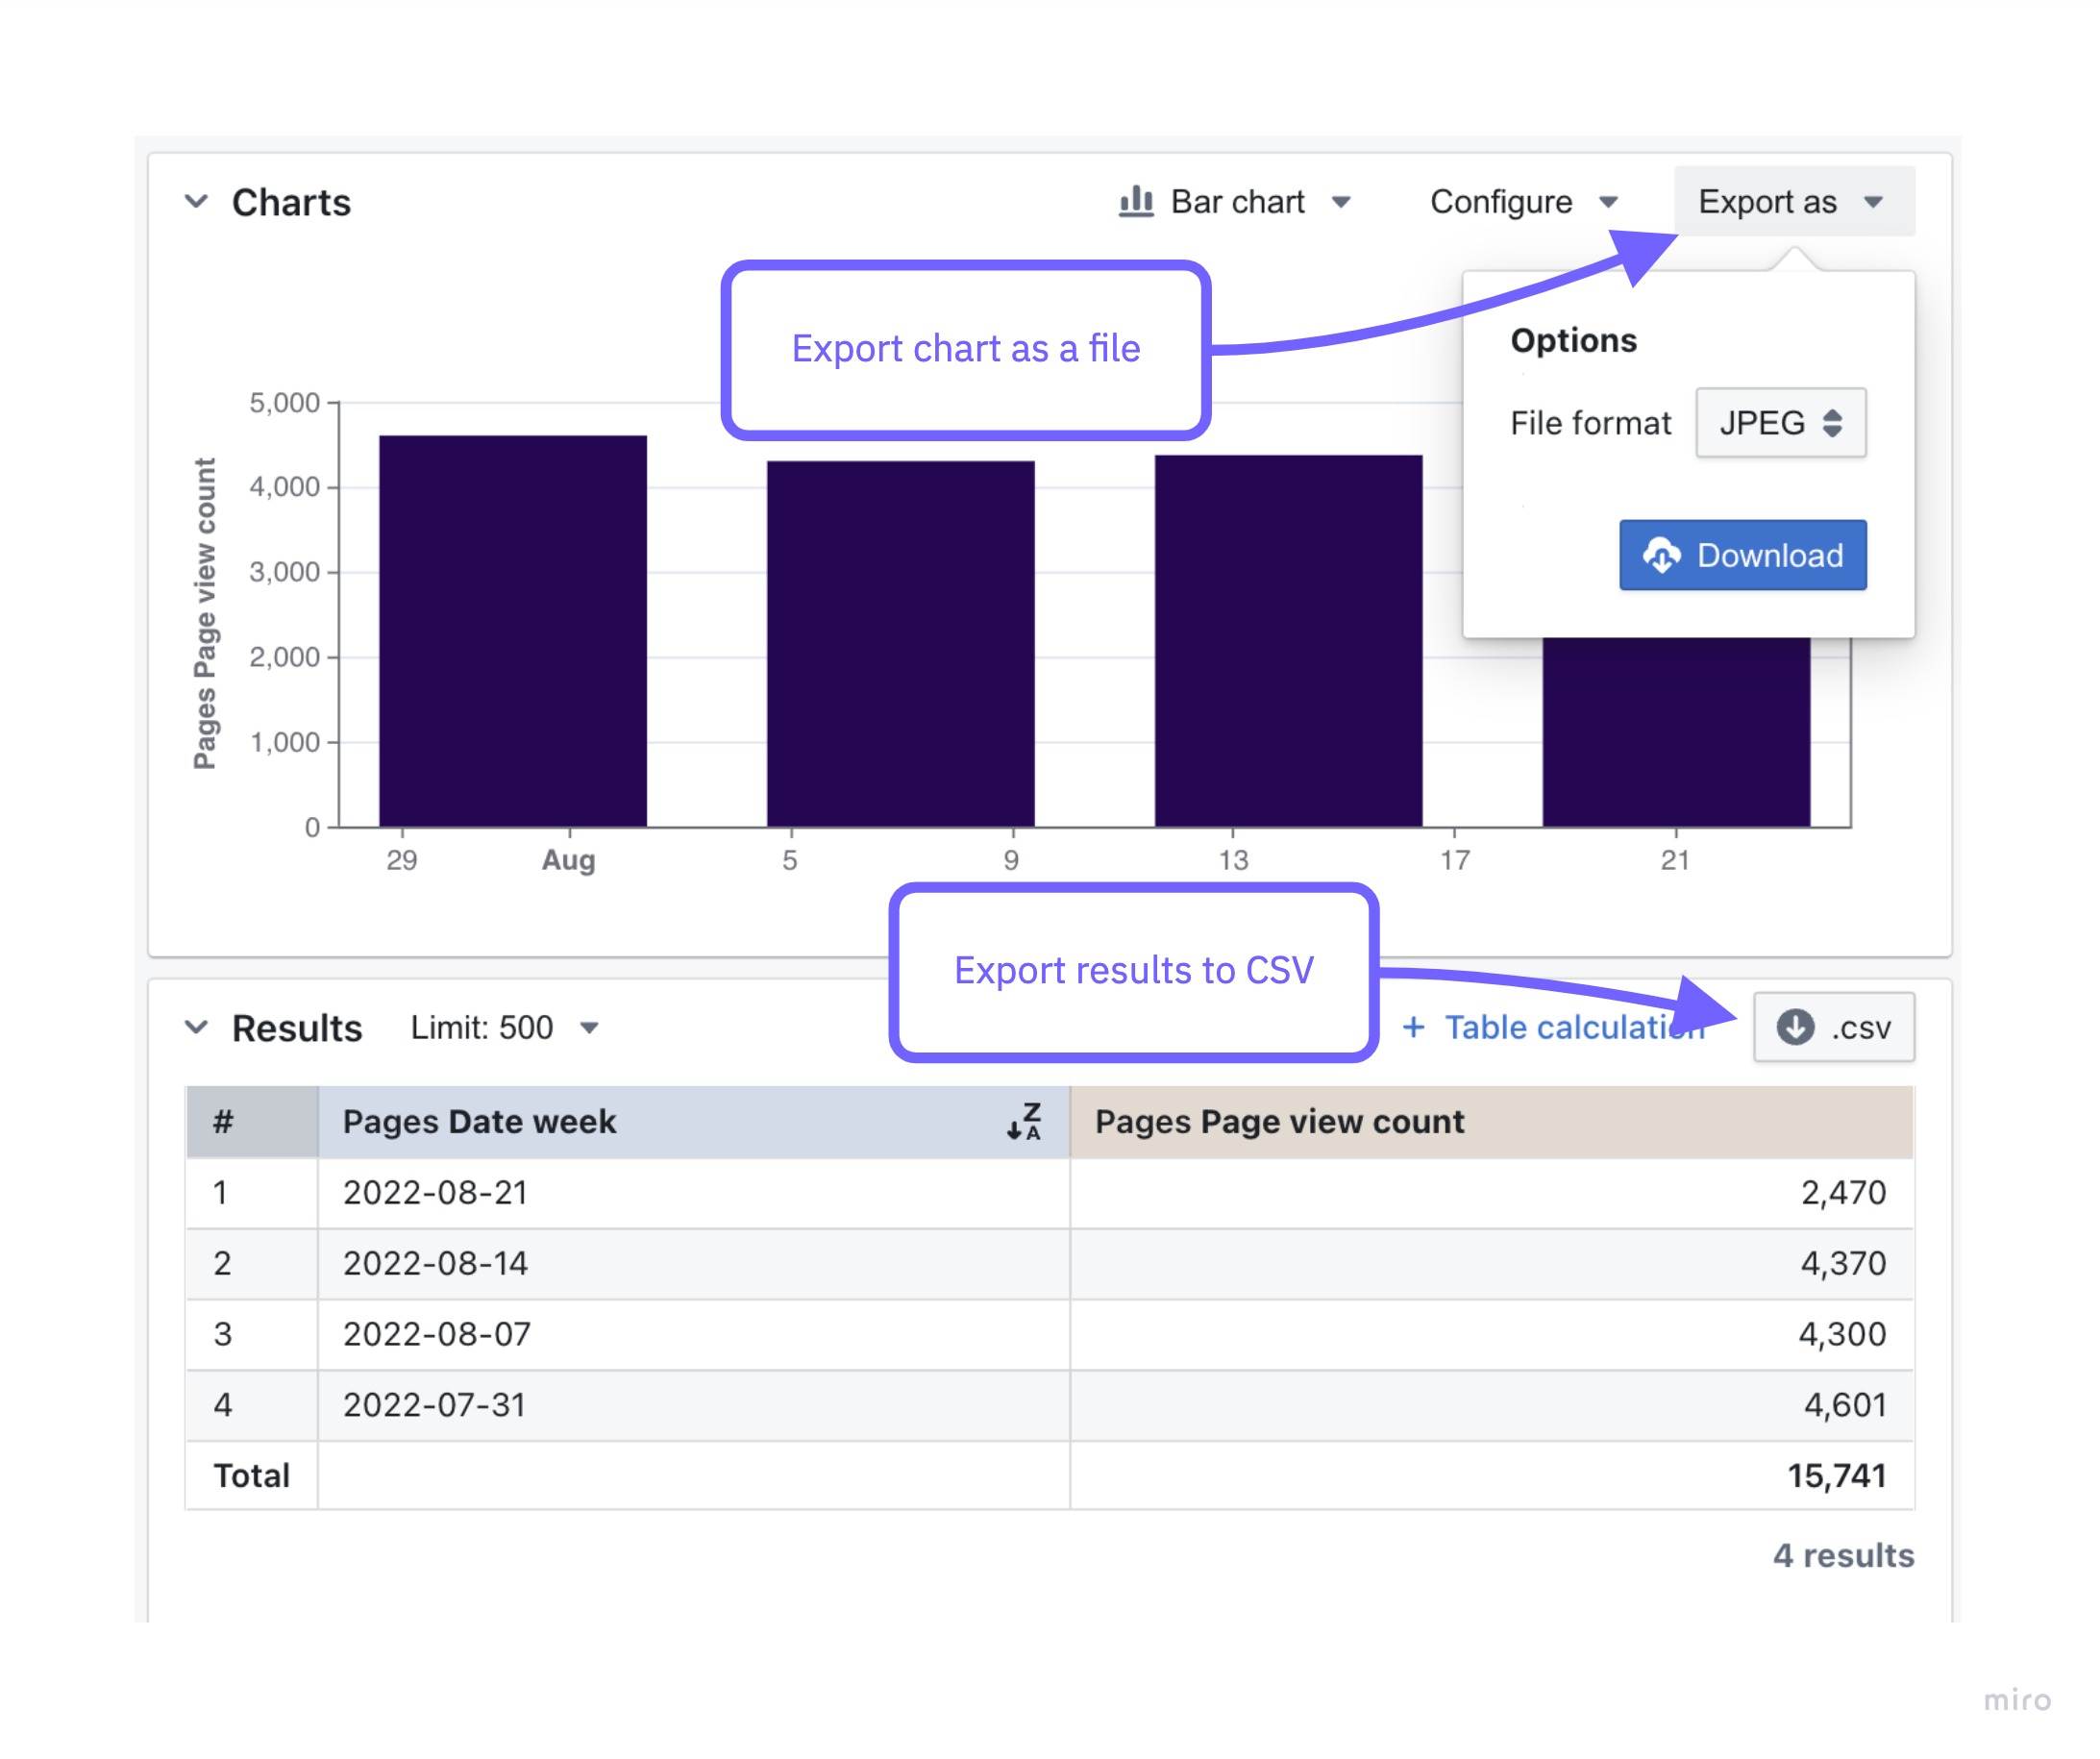 Charts
Bar chart
Configure
Export as
Export chart as a file
Options
File format
JPEG
Download
Pages Page view count
5,000
4,000
3,000
2,000
1,000
0
29
Aug
5
9
13
17
21
Export results to CSV
Results
Limit: 500
+ Table calculation
.csv
# Pages Date week Pages Page view count
1 2022-08-21 2,470
2 2022-08-14 4,370
3 2022-08-07 4,300
4 2022-07-31 4,601
Total 15,741
4 results
miro